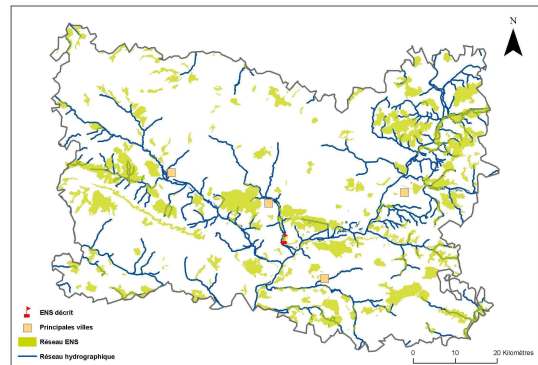 N
ENS décrit
Principales villes
Réseau ENS
Réseau hydrographique
0 10 20 Kilomètres